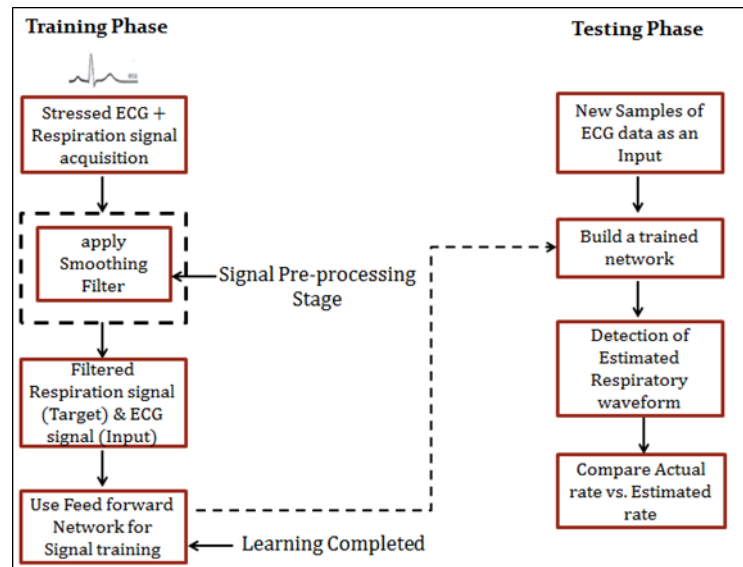 Training Phase
Stressed ECG +
Respiration signal
acquisition
apply
Smoothing
Filter
Signal Pre-processing
Stage
Filtered
Respiration signal
(Target) & ECG
signal (Input)
Use Feed forward
Network for
Signal training
Learning Completed
Testing Phase
New Samples of
ECG data as an
Input
Build a trained
network
Detection of
Estimated
Respiratory
waveform
Compare Actual
rate vs. Estimated
rate